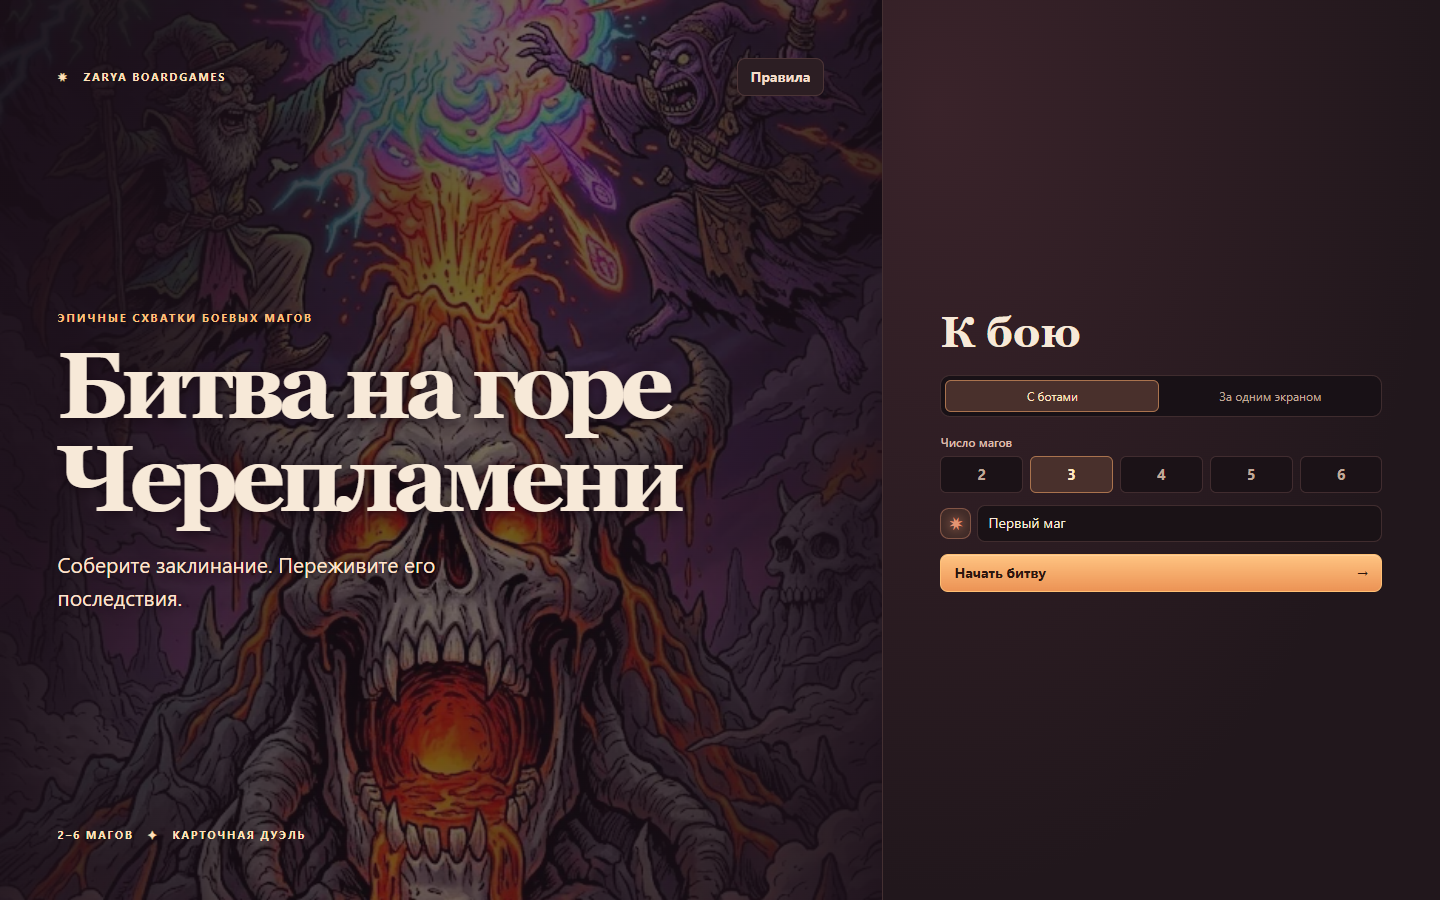 ✷ ZARYA BOARDGAMES
Правила
ЭПИЧНЫЕ СХВАТКИ БОЕВЫХ МАГОВ
Битва на горе
Черепламени
Соберите заклинание. Переживите его
последствия.
2–6 МАГОВ ✦ КАРТОЧНАЯ ДУЭЛЬ
К бою
С ботами
За одним экраном
Число магов
2 3 4 5 6
Первый маг
Начать битву →